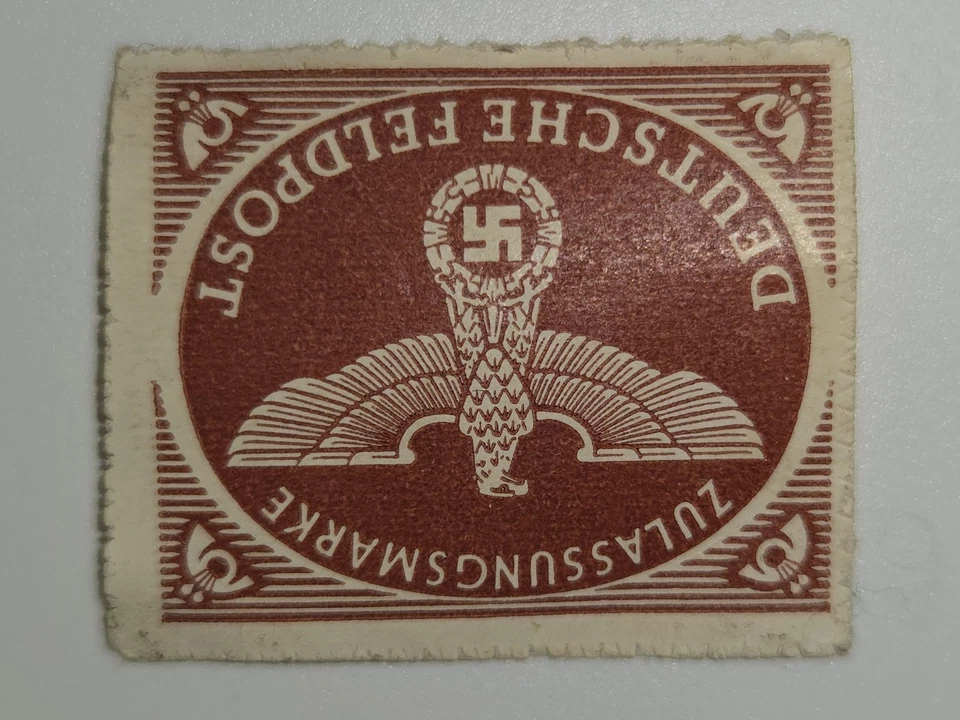 ZULASSUNGSMARKE
DEUTSCHE FELDPOST